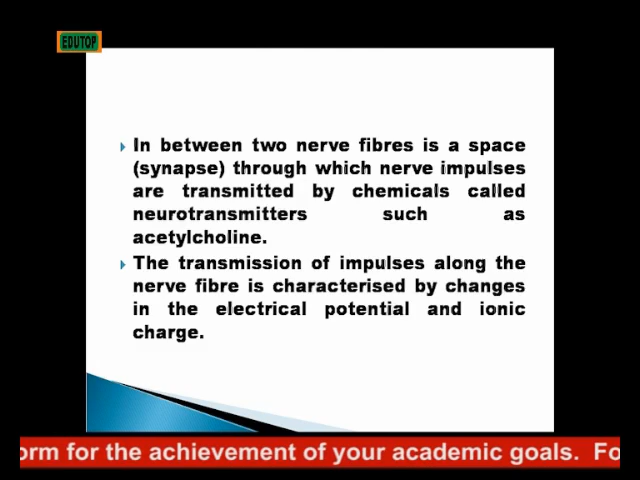 EDUTOP
In between two nerve fibres is a space
(synapse) through which nerve impulses
are transmitted by chemicals called
neurotransmitters such as
acetylcholine.
The transmission of impulses along the
nerve fibre is characterised by changes
in the electrical potential and ionic
charge.
orm for the achievement of your academic goals. Fo